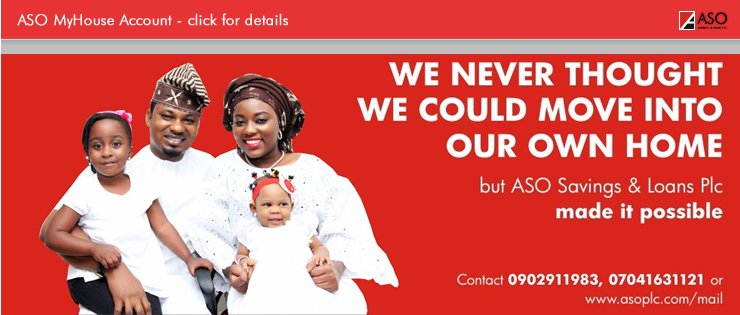 ASO MyHouse Account - click for details
ASO
WE NEVER THOUGHT
WE COULD MOVE INTO
OUR OWN HOME
but ASO Savings & Loans Plc
made it possible
Contact 0902911983, 07041631121 or
www.asoplc.com/mail